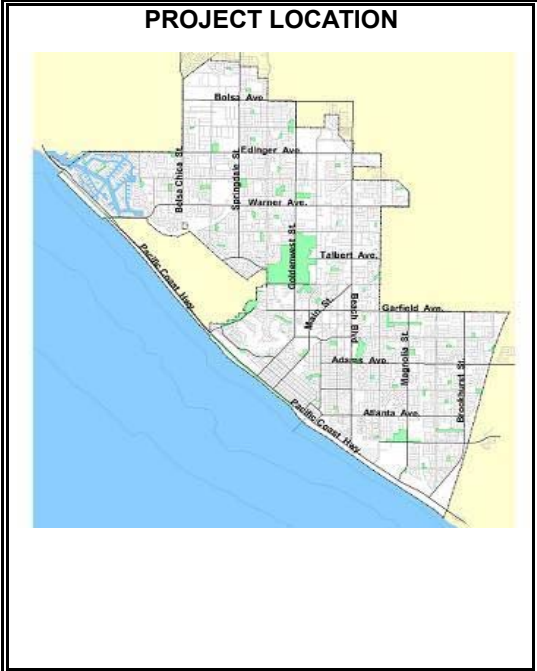 PROJECT LOCATION
Bolsa Ave.
Edinger Ave.
Bolsa Chica St.
Springdale St.
Warner Ave.
Goldenwest St.
Talbert Ave.
Pacific Coast Hwy
Main St
Beach Blvd
Garfield Ave.
Magnolia St.
Adams Ave.
Brookhurst St.
Atlanta Ave.
Pacific Coast Hwy